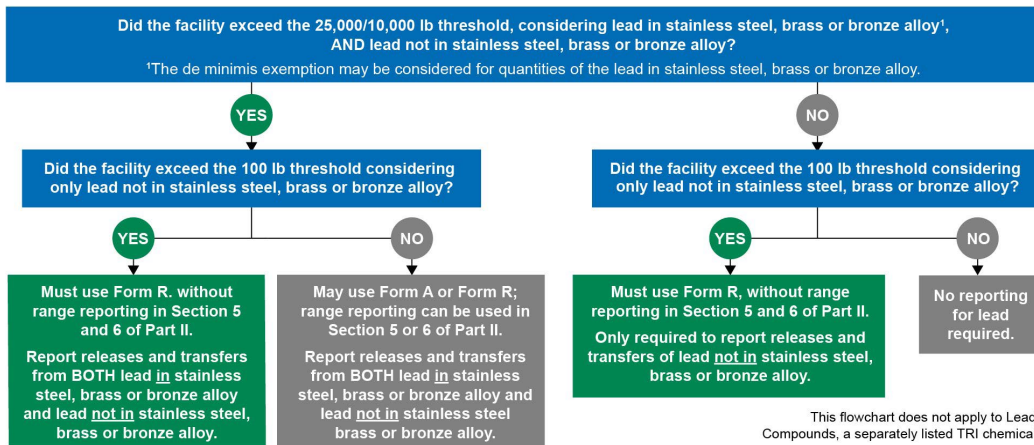 Did the facility exceed the 25,000/10,000 lb threshold, considering lead in stainless steel, brass or bronze alloy¹,
AND lead not in stainless steel, brass or bronze alloy?
¹The de minimis exemption may be considered for quantities of the lead in stainless steel, brass or bronze alloy.
YES
NO
Did the facility exceed the 100 lb threshold considering
only lead not in stainless steel, brass or bronze alloy?
Did the facility exceed the 100 lb threshold considering
only lead not in stainless steel, brass or bronze alloy?
YES
NO
YES
NO
Must use Form R. without
range reporting in Section 5
and 6 of Part II.
Report releases and transfers
from BOTH lead in stainless
steel, brass or bronze alloy
and lead not in stainless steel,
brass or bronze alloy.
May use Form A or Form R;
range reporting can be used in
Section 5 or 6 of Part II.
Report releases and transfers
from BOTH lead in stainless
steel, brass or bronze alloy and
lead not in stainless steel
brass or bronze alloy.
Must use Form R, without range
reporting in Section 5 and 6 of Part II.
Only required to report releases and
transfers of lead not in stainless steel,
brass or bronze alloy.
No reporting
for lead
required.
This flowchart does not apply to Lead
Compounds, a separately listed TRI chemica